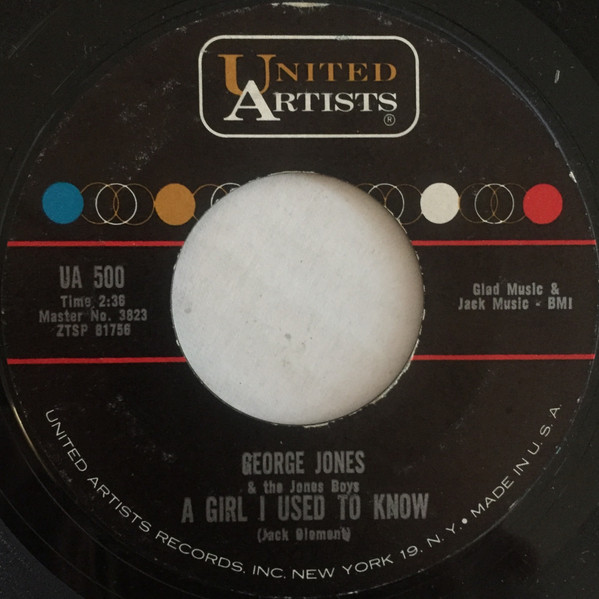 UNITED
ARTISTS
®
UA 500
Time 2:38
Master No. 3823
ZTSP 81756
Glad Music &
Jack Music - BMI
GEORGE JONES
& the Jones Boys
A GIRL I USED TO KNOW
(Jack Clement)
UNITED ARTISTS RECORDS, INC. NEW YORK 19, N. Y. • MADE IN U. S. A.